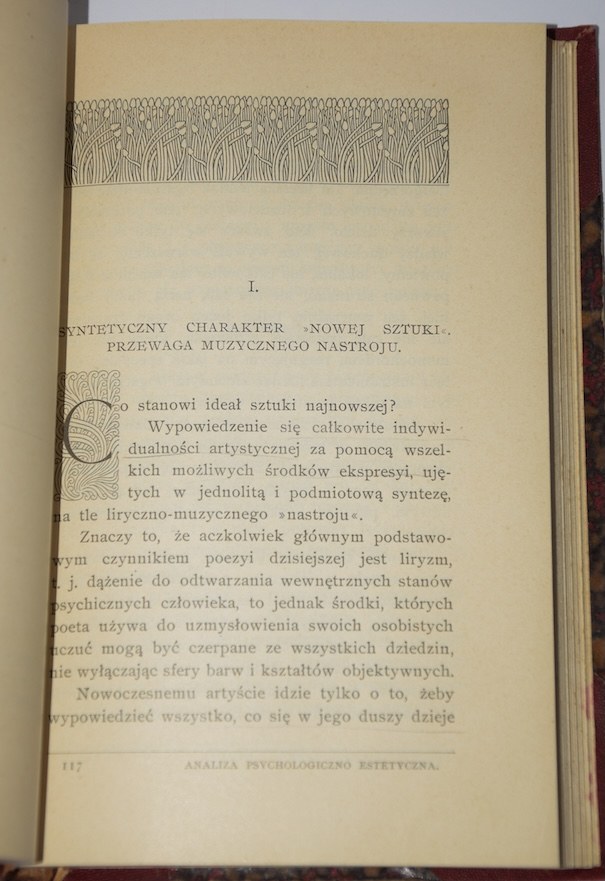 I.
SYNTETYCZNY CHARAKTER »NOWEJ SZTUKI«.
PRZEWAGA MUZYCZNEGO NASTROJU.
Co stanowi ideał sztuki najnowszej?
Wypowiedzenie się całkowite indywi-
dualności artystycznej za pomocą wszel-
kich możliwych środków ekspresyi, uję-
tych w jednolitą i podmiotową syntezę,
na tle liryczno-muzycznego »nastroju«.
Znaczy to, że aczkolwiek głównym podstawo-
wym czynnikiem poezyi dzisiejszej jest liryzm,
t. j. dążenie do odtwarzania wewnętrznych stanów
psychicznych człowieka, to jednak środki, których
poeta używa do uzmysłowienia swoich osobistych
uczuć mogą być czerpane ze wszystkich dziedzin,
nie wyłączając sfery barw i kształtów objektywnych.
Nowoczesnemu artyście idzie tylko o to, żeby
wypowiedzieć wszystko, co się w jego duszy dzieje
117 ANALIZA PSYCHOLOGICZNO ESTETYCZNA.